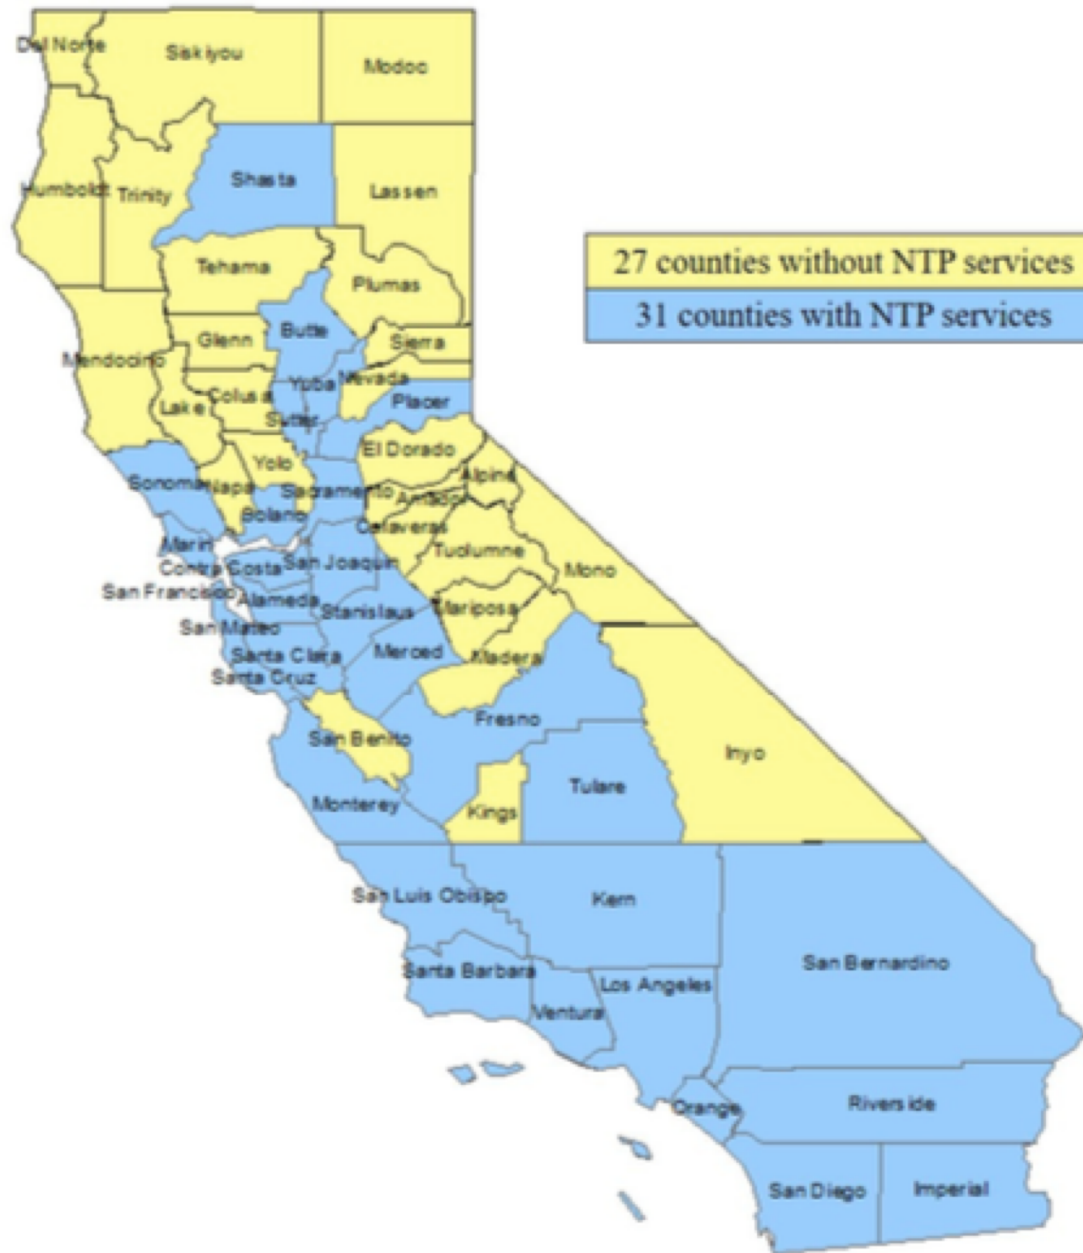 Del Norte
Siskiyou
Modoc
Humboldt
Trinity
Shasta
Lassen
27 counties without NTP services
31 counties with NTP services
Tehama
Plumas
Butte
Glenn
Sierra
Mendocino
Nevada
Yuba
Colusa
Lake
Placer
Sutter
El Dorado
Yolo
Alpine
Sonoma
Napa
Sacramento
Amador
Bolano
Calaveras
Marin
Tuolumne
San Joaquin
Contra Costa
Mono
San Francisco
Alameda
Stanislaus
Mariposa
San Mateo
Santa Clara
Merced
Madera
Santa Cruz
Fresno
San Benito
Inyo
Tulare
Monterey
Kings
San Luis Obispo
Kern
Santa Barbara
San Bernardino
Los Angeles
Ventura
Orange
Riverside
San Diego
Imperial